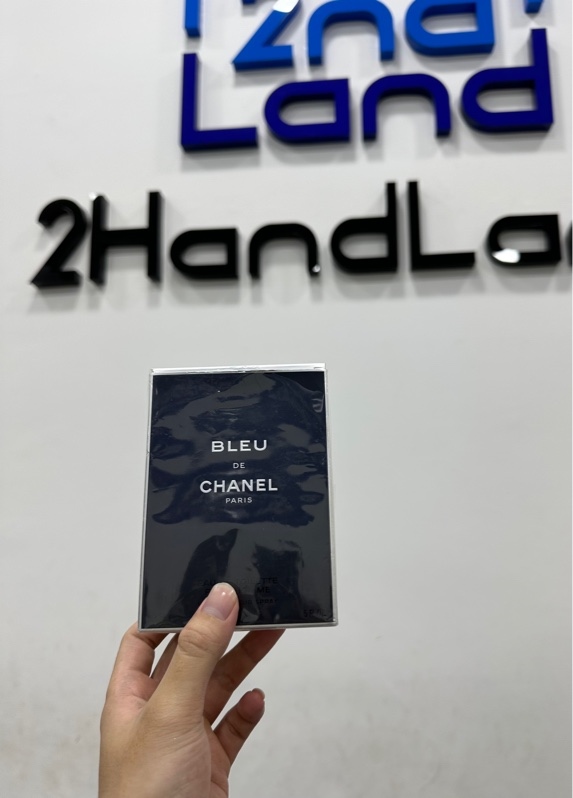 2nd
Land
2HandLa
BLEU
DE
CHANEL
PARIS